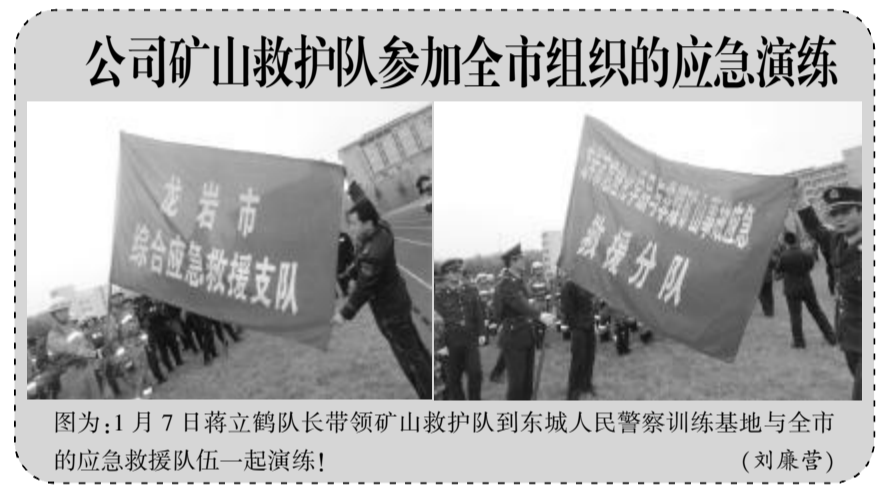 公司矿山救护队参加全市组织的应急演练
龙岩市
综合应急救援支队
救援分队
图为:1月7日蒋立鹤队长带领矿山救护队到东城人民警察训练基地与全市
的应急救援队伍一起演练!
(刘廉营)